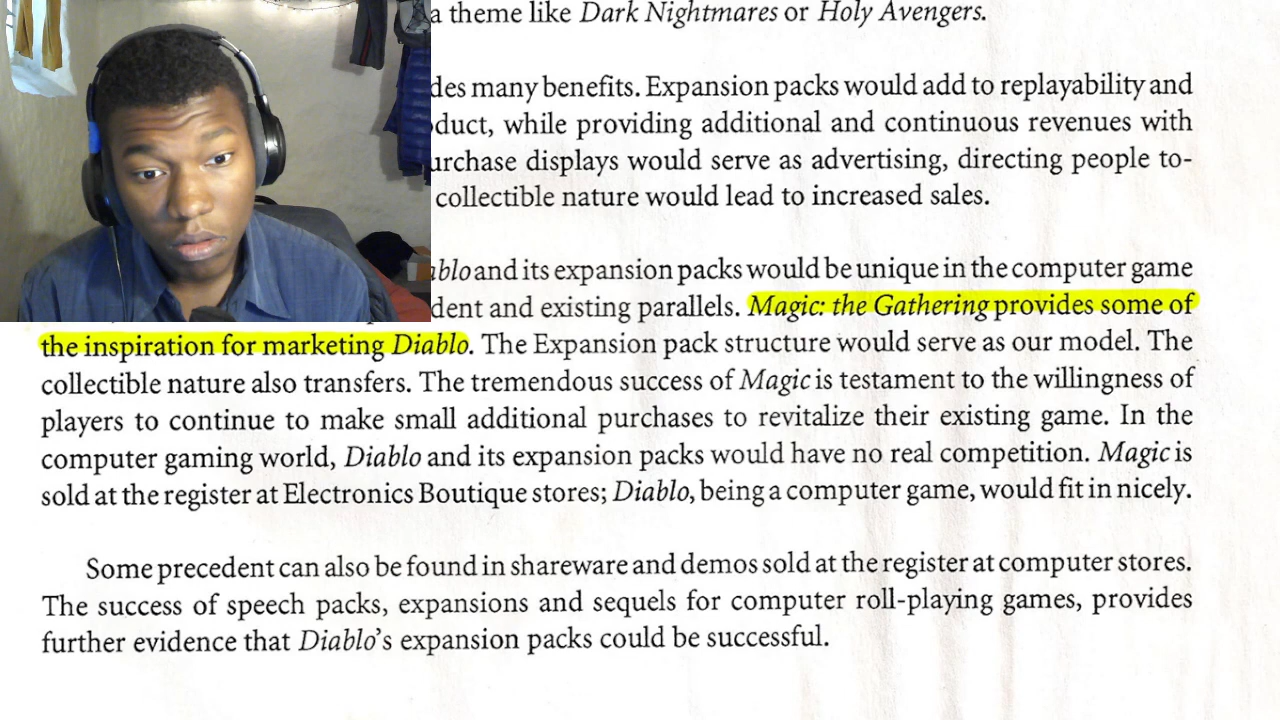 a theme like Dark Nightmares or Holy Avengers.
many benefits. Expansion packs would add to replayability and
while providing additional and continuous revenues with
displays would serve as advertising, directing people to-
collectible nature would lead to increased sales.
and its expansion packs would be unique in the computer game
and existing parallels. Magic: the Gathering provides some of
the inspiration for marketing Diablo. The Expansion pack structure would serve as our model. The
collectible nature also transfers. The tremendous success of Magic is testament to the willingness of
players to continue to make small additional purchases to revitalize their existing game. In the
computer gaming world, Diablo and its expansion packs would have no real competition. Magic is
sold at the register at Electronics Boutique stores; Diablo, being a computer game, would fit in nicely.
Some precedent can also be found in shareware and demos sold at the register at computer stores.
The success of speech packs, expansions and sequels for computer roll-playing games, provides
further evidence that Diablo's expansion packs could be successful.